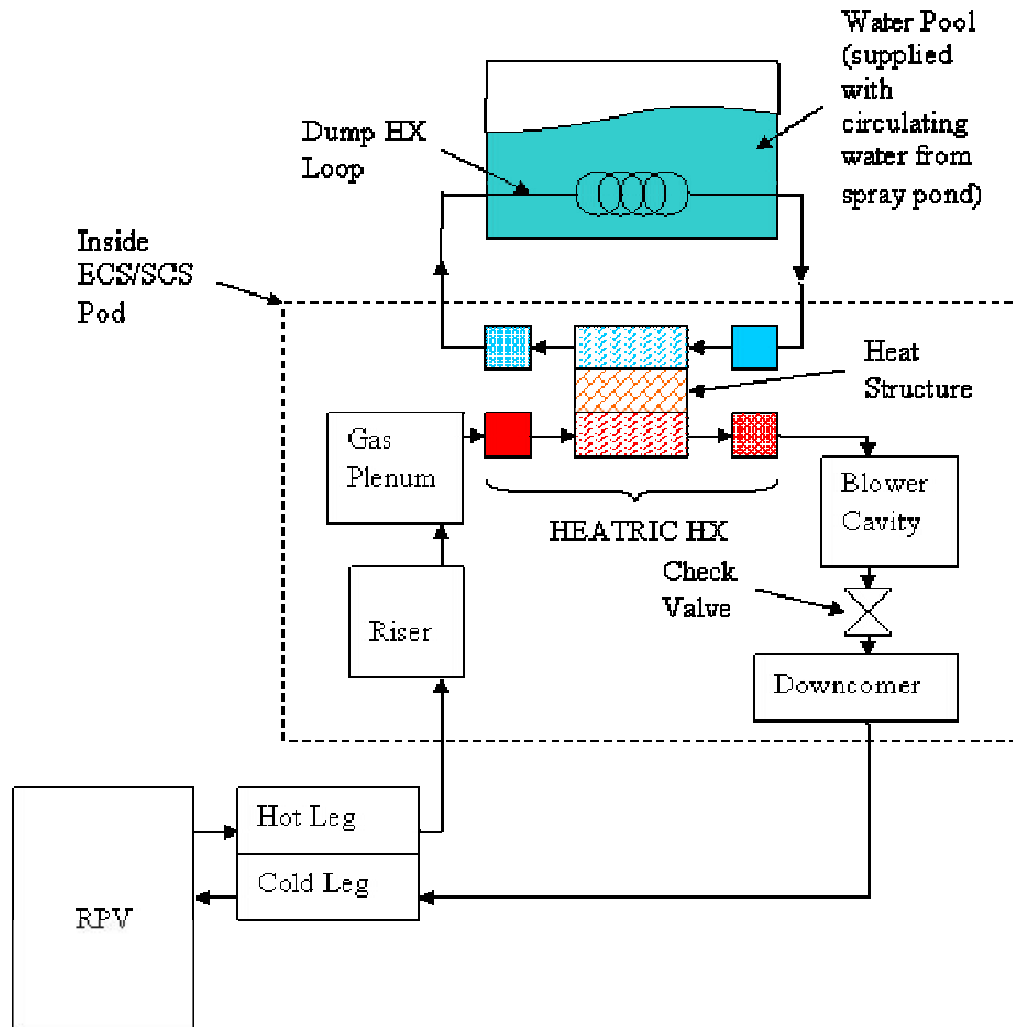 Water Pool
(supplied
with
circulating
water from
spray pond)
Dump HX
Loop
Inside
ECS/SCS
Pod
Heat
Structure
Gas
Plenum
HEATRIC HX
Blower
Cavity
Check
Valve
Riser
Downcomer
Hot Leg
Cold Leg
RPV